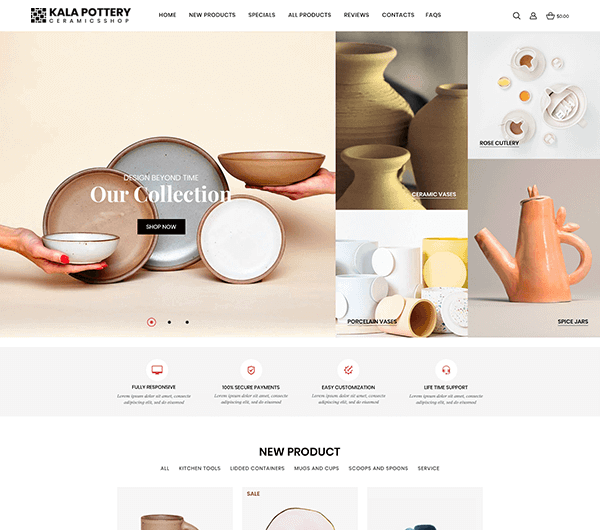 KALA POTTERY
CERAMICSSHOP
HOME NEW PRODUCTS SPECIALS ALL PRODUCTS REVIEWS CONTACTS FAQS
$0.00
DESIGN BEYOND TIME
Our Collection
SHOP NOW
CERAMIC VASES
ROSE CUTLERY
PORCELAIN VASES
SPICE JARS
FULLY RESPONSIVE
Lorem ipsum dolor sit amet, consecte
adipiscing elit, sed do eiusmod
100% SECURE PAYMENTS
Lorem ipsum dolor sit amet, consecte
adipiscing elit, sed do eiusmod
EASY CUSTOMIZATION
Lorem ipsum dolor sit amet, consecte
adipiscing elit, sed do eiusmod
LIFE TIME SUPPORT
Lorem ipsum dolor sit amet, consecte
adipiscing elit, sed do eiusmod
NEW PRODUCT
ALL KITCHEN TOOLS LIDDED CONTAINERS MUGS AND CUPS SCOOPS AND SPOONS SERVICE
SALE